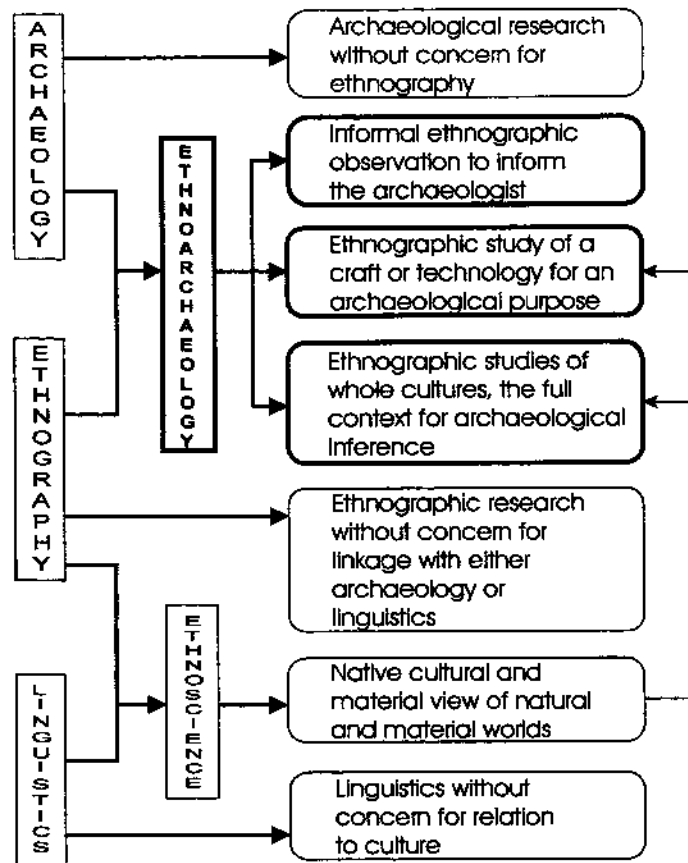 ARCHAEOLOGY
Archaeological research
without concern for
ethnography
ETHNOARCHAEOLOGY
Informal ethnographic
observation to inform
the archaeologist
Ethnographic study of a
craft or technology for an
archaeological purpose
ETHNOGRAPHY
Ethnographic studies of
whole cultures, the full
context for archaeological
Inference
Ethnographic research
without concern for
linkage with either
archaeology or
linguistics
ETHNOSCIENCE
Native cultural and
material view of natural
and material worlds
LINGUISTICS
Linguistics without
concern for relation
to culture